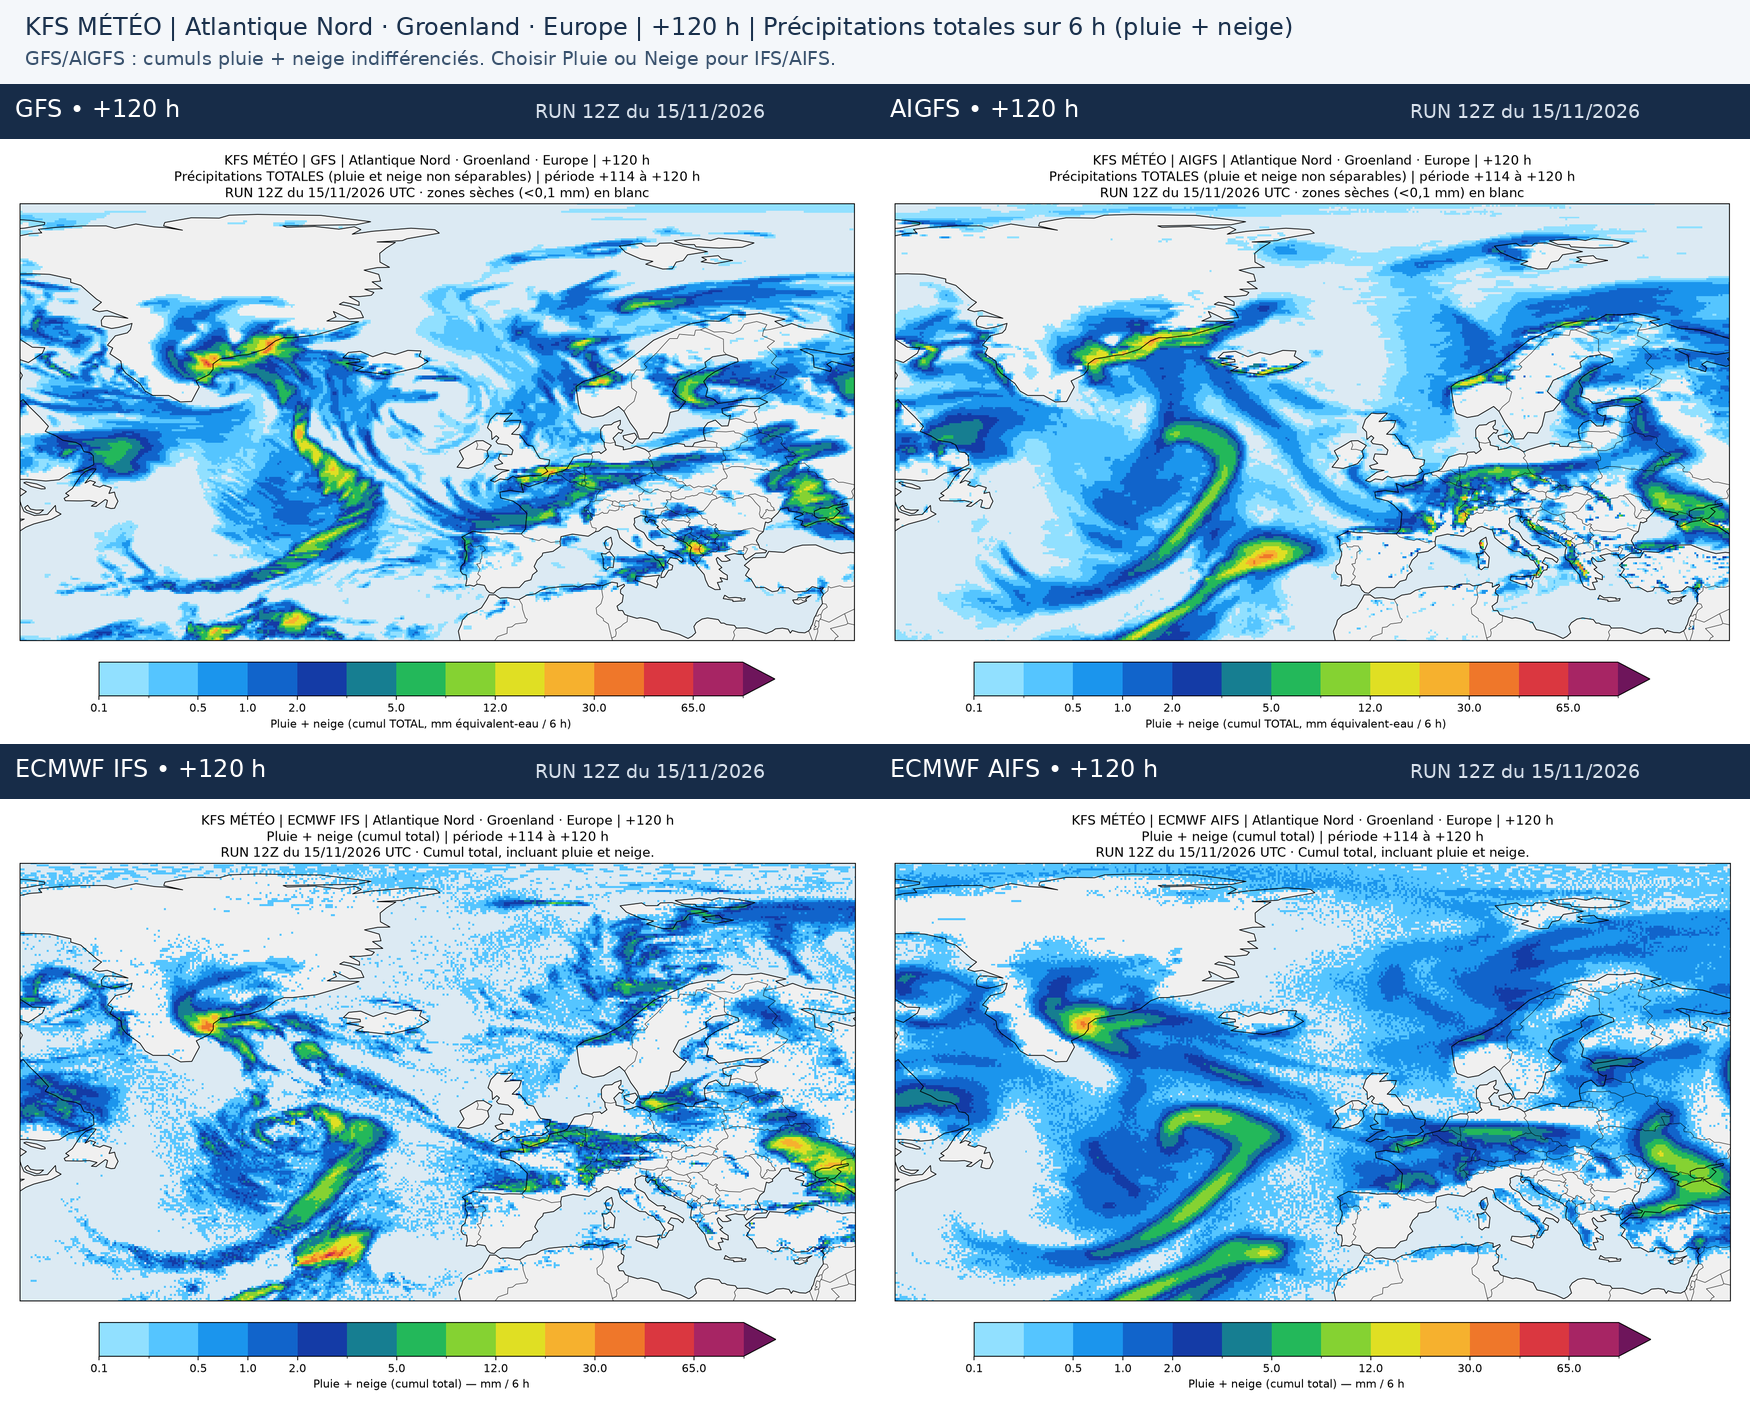 KFS MÉTÉO | Atlantique Nord · Groenland · Europe | +120 h | Précipitations totales sur 6 h (pluie + neige)
GFS/AIGFS : cumuls pluie + neige indifférenciés. Choisir Pluie ou Neige pour IFS/AIFS.
GFS • +120 h RUN 12Z du 15/11/2026
KFS MÉTÉO | GFS | Atlantique Nord · Groenland · Europe | +120 h
Précipitations TOTALES (pluie et neige non séparables) | période +114 à +120 h
RUN 12Z du 15/11/2026 UTC · zones sèches (<0,1 mm) en blanc
0.1 0.5 1.0 2.0 5.0 12.0 30.0 65.0
Pluie + neige (cumul TOTAL, mm équivalent-eau / 6 h)
AIGFS • +120 h RUN 12Z du 15/11/2026
KFS MÉTÉO | AIGFS | Atlantique Nord · Groenland · Europe | +120 h
Précipitations TOTALES (pluie et neige non séparables) | période +114 à +120 h
RUN 12Z du 15/11/2026 UTC · zones sèches (<0,1 mm) en blanc
0.1 0.5 1.0 2.0 5.0 12.0 30.0 65.0
Pluie + neige (cumul TOTAL, mm équivalent-eau / 6 h)
ECMWF IFS • +120 h RUN 12Z du 15/11/2026
KFS MÉTÉO | ECMWF IFS | Atlantique Nord · Groenland · Europe | +120 h
Pluie + neige (cumul total) | période +114 à +120 h
RUN 12Z du 15/11/2026 UTC · Cumul total, incluant pluie et neige.
0.1 0.5 1.0 2.0 5.0 12.0 30.0 65.0
Pluie + neige (cumul total) — mm / 6 h
ECMWF AIFS • +120 h RUN 12Z du 15/11/2026
KFS MÉTÉO | ECMWF AIFS | Atlantique Nord · Groenland · Europe | +120 h
Pluie + neige (cumul total) | période +114 à +120 h
RUN 12Z du 15/11/2026 UTC · Cumul total, incluant pluie et neige.
0.1 0.5 1.0 2.0 5.0 12.0 30.0 65.0
Pluie + neige (cumul total) — mm / 6 h